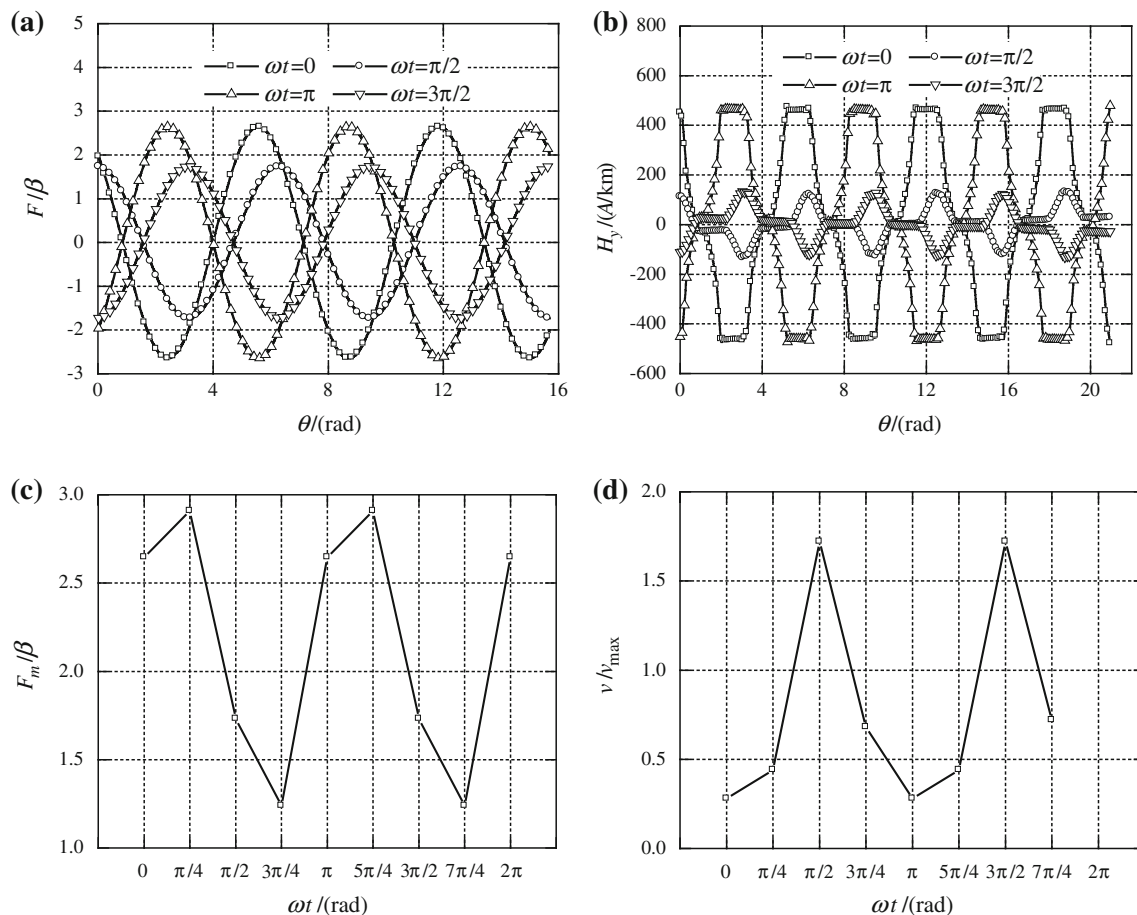 (a)
5
4
3
2
1
0
-1
-2
-3
F/β
ωt=0
ωt=π/2
ωt=π
ωt=3π/2
0
4
8
12
16
θ/(rad)
(b)
800
600
400
200
0
-200
-400
-600
H_y/(A/km)
ωt=0
ωt=π/2
ωt=π
ωt=3π/2
0
4
8
12
16
20
θ/(rad)
(c)
3.0
2.5
2.0
1.5
1.0
F_m/β
0
π/4
π/2
3π/4
π
5π/4
3π/2
7π/4
2π
ωt/(rad)
(d)
2.0
1.5
1.0
0.5
0.0
v/v_max
0
π/4
π/2
3π/4
π
5π/4
3π/2
7π/4
2π
ωt/(rad)